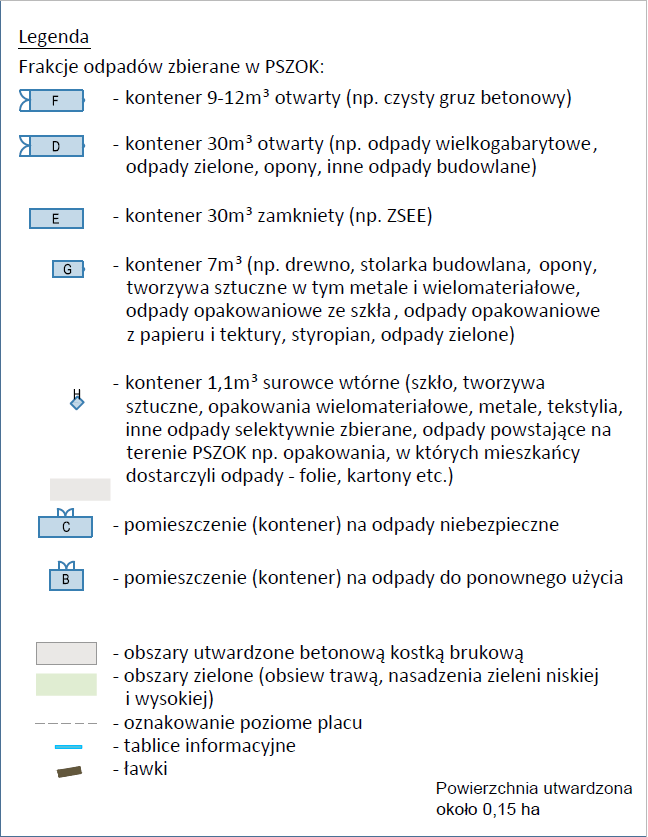 Legenda
Frakcje odpadów zbierane w PSZOK:
F - kontener 9-12m³ otwarty (np. czysty gruz betonowy)
D - kontener 30m³ otwarty (np. odpady wielkogabarytowe,
odpady zielone, opony, inne odpady budowlane)
E - kontener 30m³ zamkniety (np. ZSEE)
G - kontener 7m³ (np. drewno, stolarka budowlana, opony,
tworzywa sztuczne w tym metale i wielomateriałowe,
odpady opakowaniowe ze szkła, odpady opakowaniowe
z papieru i tektury, styropian, odpady zielone)
H - kontener 1,1m³ surowce wtórne (szkło, tworzywa
sztuczne, opakowania wielomateriałowe, metale, tekstylia,
inne odpady selektywnie zbierane, odpady powstające na
terenie PSZOK np. opakowania, w których mieszkańcy
dostarczyli odpady - folie, kartony etc.)
C - pomieszczenie (kontener) na odpady niebezpieczne
B - pomieszczenie (kontener) na odpady do ponownego użycia
- obszary utwardzone betonową kostką brukową
- obszary zielone (obsiew trawą, nasadzenia zieleni niskiej
i wysokiej)
- oznakowanie poziome placu
- tablice informacyjne
- ławki
Powierzchnia utwardzona
około 0,15 ha